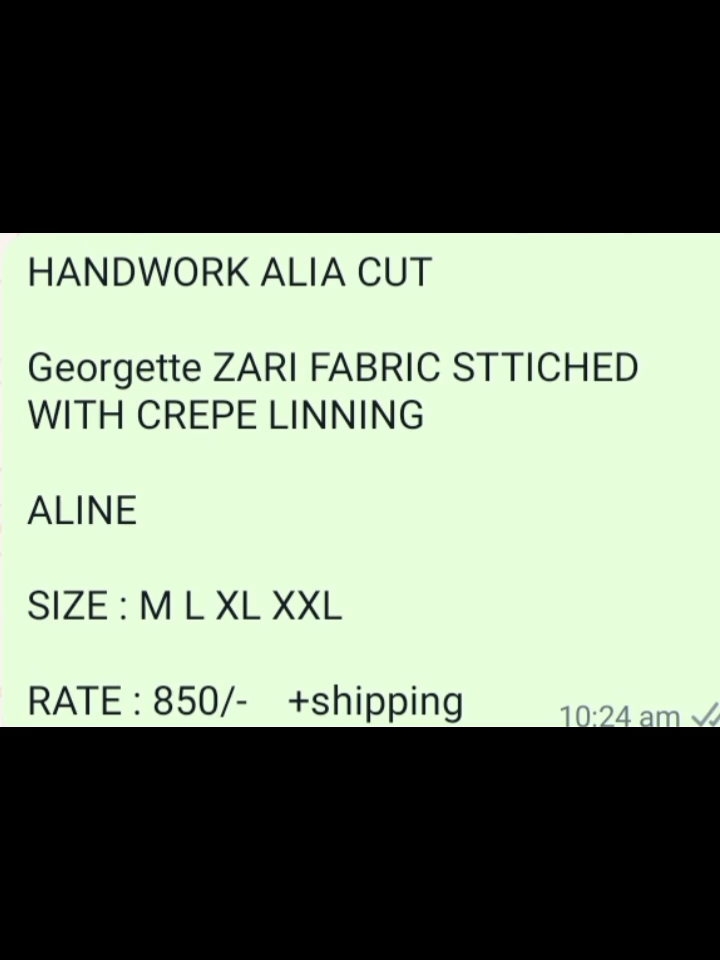 HANDWORK ALIA CUT
Georgette ZARI FABRIC STTICHED
WITH CREPE LINNING
ALINE
SIZE : M L XL XXL
RATE : 850/- +shipping
10:24 am